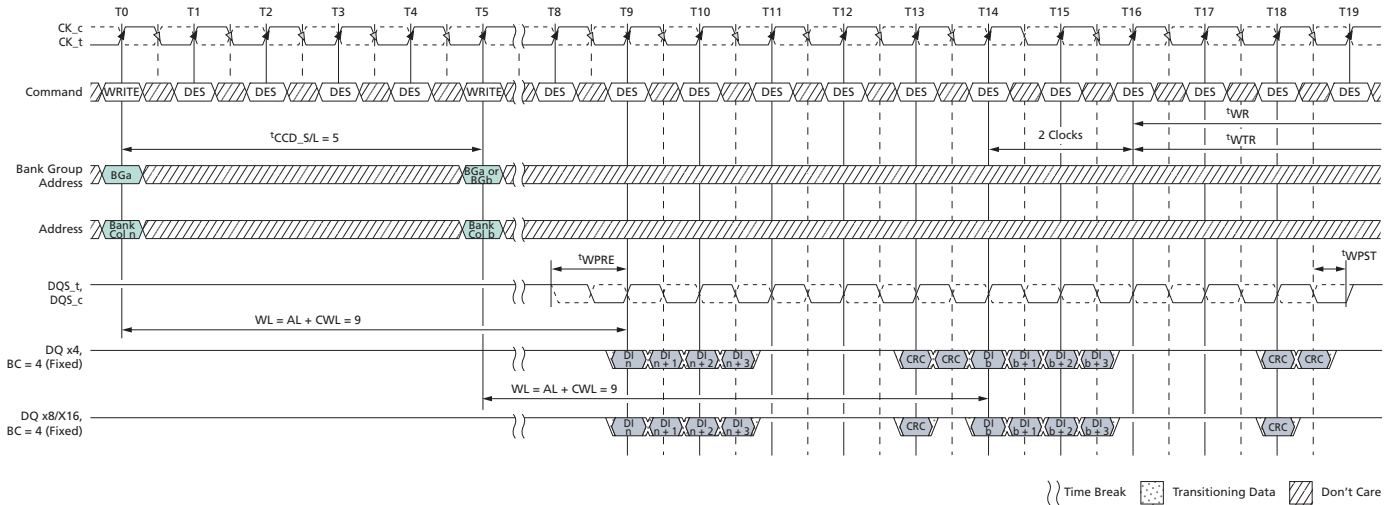 T0 T1 T2 T3 T4 T5 T8 T9 T10 T11 T12 T13 T14 T15 T16 T17 T18 T19
CK_c
CK_t
Command WRITE DES DES DES DES WRITE DES DES DES DES DES DES DES DES DES DES DES DES
tWR
tCCD_S/L = 5 2 Clocks tWTR
Bank Group
Address
BGa
BGa or
BGb
Address
Bank
Col n
Bank
Col b
tWPRE tWPST
DQS_t,
DQS_c
WL = AL + CWL = 9
DQ x4,
BC = 4 (Fixed)
DI
n
DI
n + 1
DI
n + 2
DI
n + 3
CRC CRC
DI
b
DI
b + 1
DI
b + 2
DI
b + 3
CRC CRC
WL = AL + CWL = 9
DQ x8/X16,
BC = 4 (Fixed)
DI
n
DI
n + 1
DI
n + 2
DI
n + 3
CRC
DI
b
DI
b + 1
DI
b + 2
DI
b + 3
CRC
Time Break Transitioning Data Don't Care